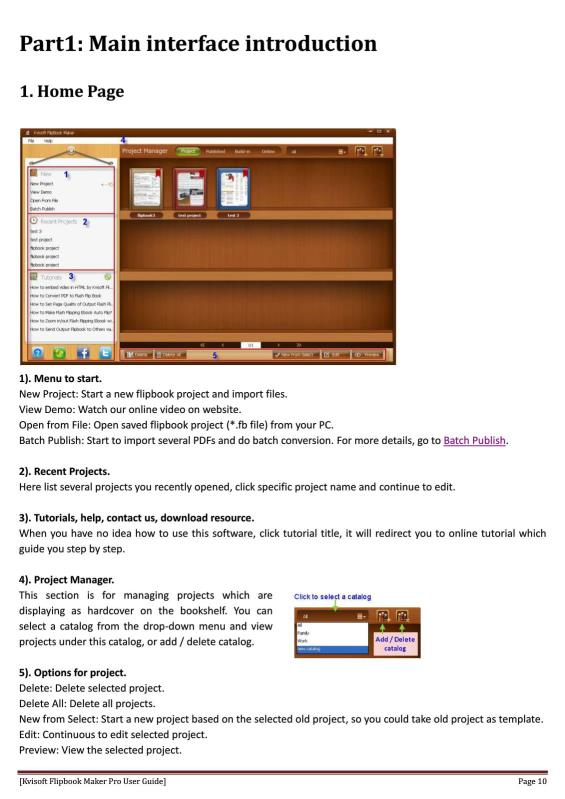 Part1: Main interface introduction
1. Home Page
Kvisoft Flipbook Maker
File Help
4
Project Manager Project Published Build-in Online All
New
1
New Project
View Demo
Open From File
Batch Publish
Recent Projects
2
test 3
test project
flipbook project
flipbook project
flipbook project
Tutorials
3
How to embed video in HTML by Kvisoft Fl...
How to Convert PDF to Flash Flip Book
How to Set Page Quality of Output Flash Fl...
How to Make Flash Flipping Ebook Auto Flip?
How to Zoom in/out Flash Flipping Ebook wi...
How to Send Output Flipbook to Others via...
flipbook3 test project test 3
1/1
Delete Delete All 5 New From Select Edit Preview
1). Menu to start.
New Project: Start a new flipbook project and import files.
View Demo: Watch our online video on website.
Open from File: Open saved flipbook project (*.fb file) from your PC.
Batch Publish: Start to import several PDFs and do batch conversion. For more details, go to Batch Publish.
2). Recent Projects.
Here list several projects you recently opened, click specific project name and continue to edit.
3). Tutorials, help, contact us, download resource.
When you have no idea how to use this software, click tutorial title, it will redirect you to online tutorial which
guide you step by step.
4). Project Manager.
This section is for managing projects which are
displaying as hardcover on the bookshelf. You can
select a catalog from the drop-down menu and view
projects under this catalog, or add / delete catalog.
Click to select a catalog
All
All
Family
Work
new catalog
Add / Delete
catalog
5). Options for project.
Delete: Delete selected project.
Delete All: Delete all projects.
New from Select: Start a new project based on the selected old project, so you could take old project as template.
Edit: Continuous to edit selected project.
Preview: View the selected project.
[Kvisoft Flipbook Maker Pro User Guide] Page 10